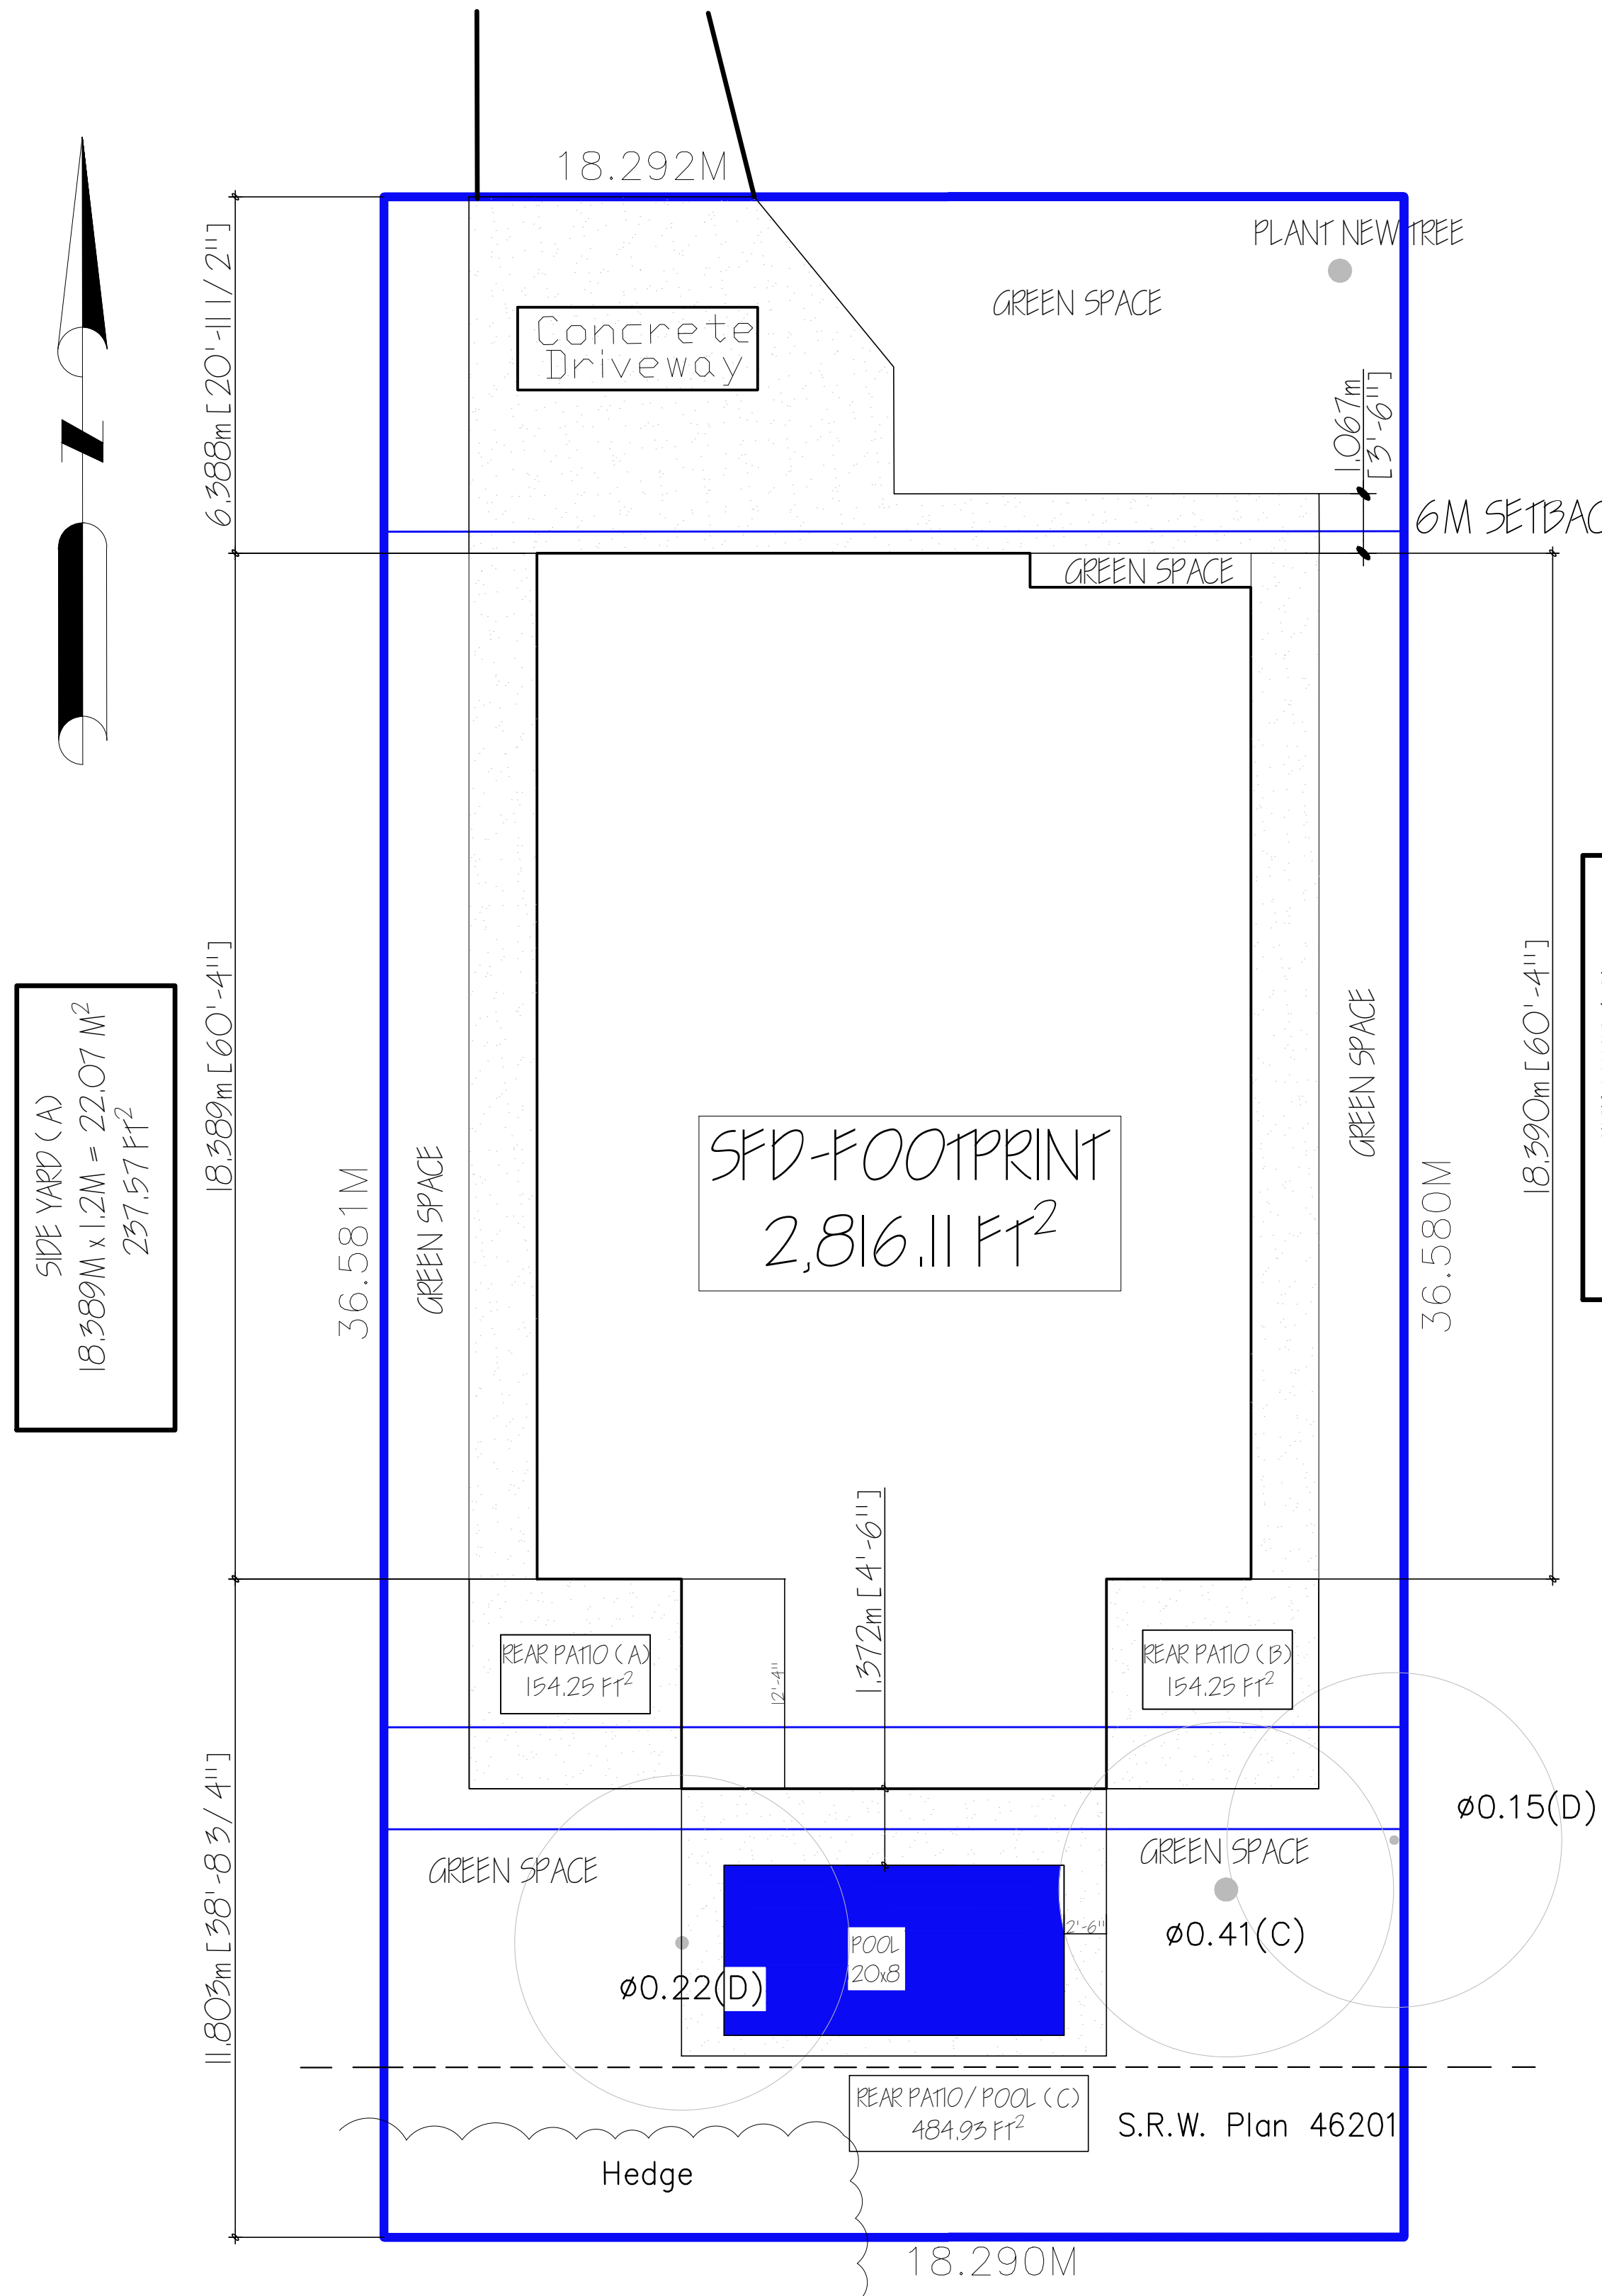 18.292M
PLANT NEW TREE
GREEN SPACE
Concrete
Driveway
6.388m [20'-11 1/2"]
1.067m
[3'-6"]
GREEN SPACE
N
SIDE YARD (A)
18.389M x 1.2M = 22.07 M²
237.57 FT²
18.389m [60'-4"]
36.581M
GREEN SPACE
SFD-FOOTPRINT
2,816.11 FT²
GREEN SPACE
36.580M
18.390m [60'-4"]
1.372m [4'-6"]
REAR PATIO (A)
154.25 FT²
12'-4"
REAR PATIO (B)
154.25 FT²
11.803m [38'-8 3/4"]
ø0.15(D)
GREEN SPACE
GREEN SPACE
2'-6"
ø0.41(C)
POOL
20x8
ø0.22(D)
REAR PATIO/POOL (C)
484.93 FT²
S.R.W. Plan 46201
Hedge
18.290M
6M